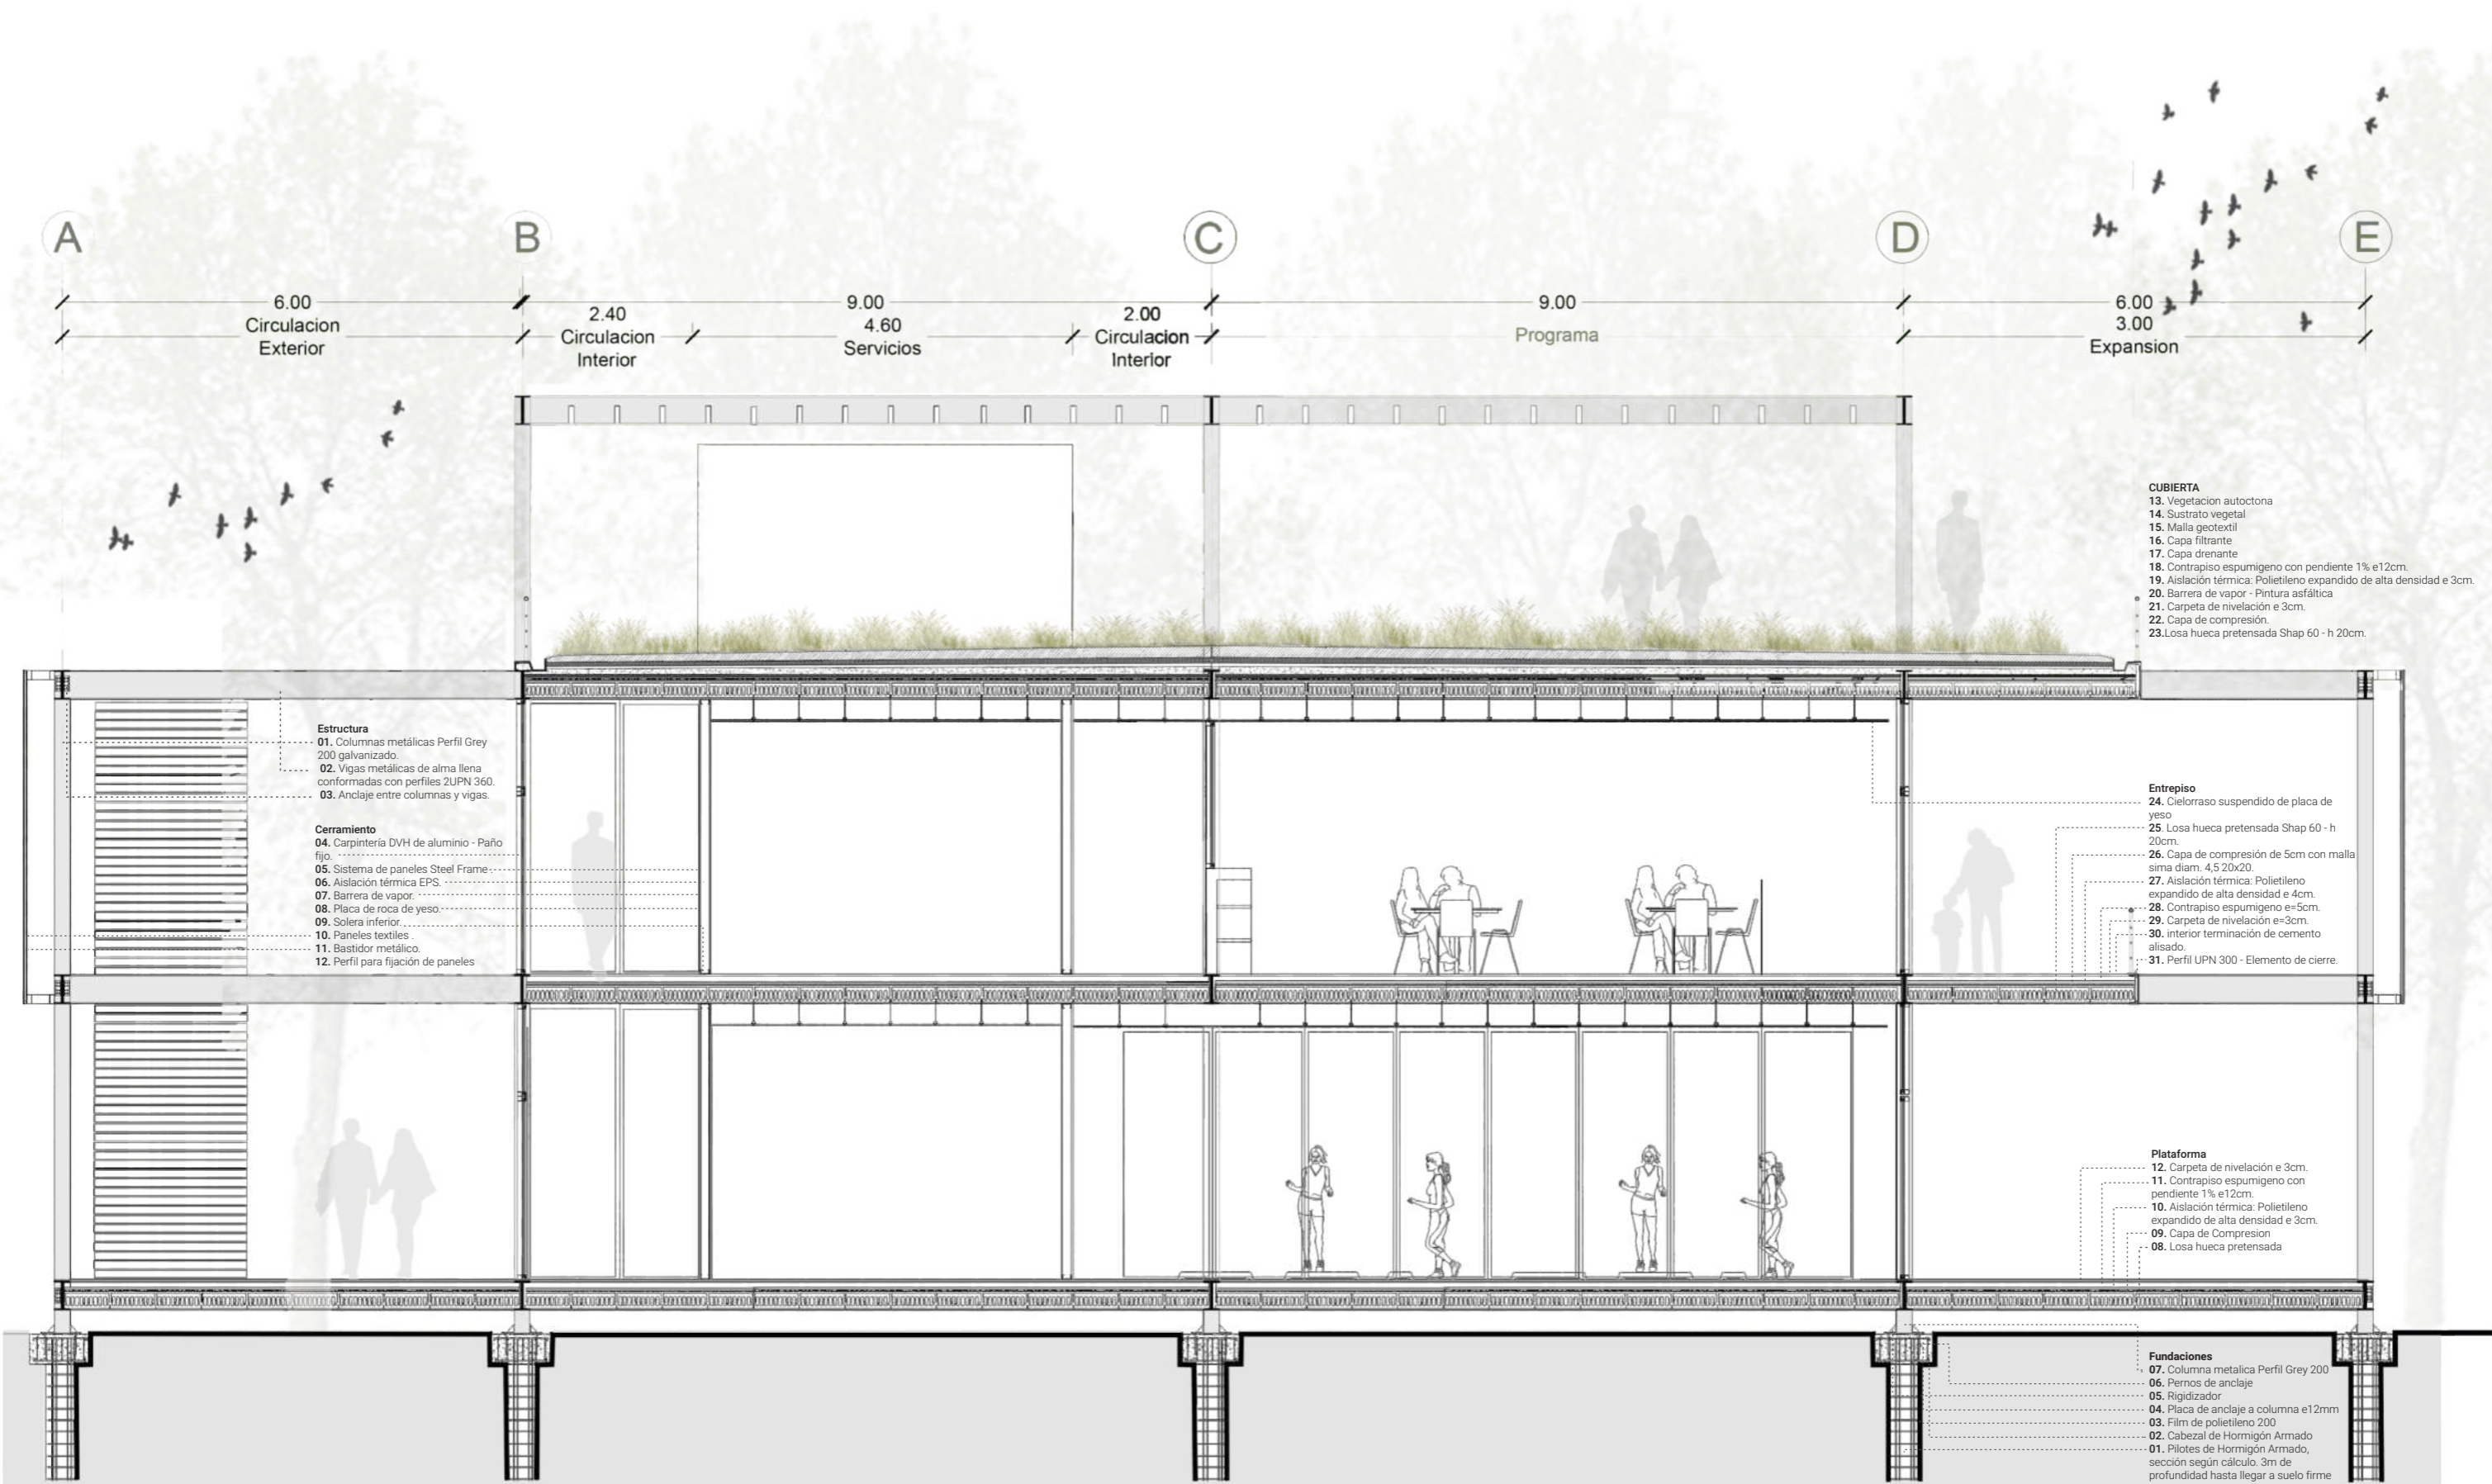 A
B
C
D
E
6.00
Circulacion
Exterior
9.00
2.40
Circulacion
Interior
4.60
Servicios
2.00
Circulacion
Interior
9.00
Programa
6.00
3.00
Expansion
CUBIERTA
13. Vegetacion autoctona
14. Sustrato vegetal
15. Malla geotextil
16. Capa filtrante
17. Capa drenante
18. Contrapiso espumigeno con pendiente 1% e12cm.
19. Aislación térmica: Polietileno expandido de alta densidad e 3cm.
20. Barrera de vapor - Pintura asfáltica
21. Carpeta de nivelación e 3cm.
22. Capa de compresión.
23.Losa hueca pretensada Shap 60 - h 20cm.
Estructura
01. Columnas metálicas Perfil Grey
200 galvanizado.
02. Vigas metálicas de alma llena
conformadas con perfiles 2UPN 360.
03. Anclaje entre columnas y vigas.
Cerramiento
04. Carpintería DVH de aluminio - Paño
fijo.
05. Sistema de paneles Steel Frame .
06. Aislación térmica EPS.
07. Barrera de vapor.
08. Placa de roca de yeso.
09. Solera inferior.
10. Paneles textiles .
11. Bastidor metálico.
12. Perfil para fijación de paneles
Entrepiso
24. Cielorraso suspendido de placa de
yeso
25. Losa hueca pretensada Shap 60 - h
20cm.
26. Capa de compresión de 5cm con malla
sima diam. 4,5 20x20.
27. Aislación térmica: Polietileno
expandido de alta densidad e 4cm.
28. Contrapiso espumigeno e=5cm.
29. Carpeta de nivelación e=3cm.
30. interior terminación de cemento
alisado.
31. Perfil UPN 300 - Elemento de cierre.
Plataforma
12. Carpeta de nivelación e 3cm.
11. Contrapiso espumigeno con
pendiente 1% e12cm.
10. Aislación térmica: Polietileno
expandido de alta densidad e 3cm.
09. Capa de Compresion
08. Losa hueca pretensada
Fundaciones
07. Columna metalica Perfil Grey 200
06. Pernos de anclaje
05. Rigidizador
04. Placa de anclaje a columna e12mm
03. Film de polietileno 200
02. Cabezal de Hormigón Armado
01. Pilotes de Hormigón Armado,
sección según cálculo. 3m de
profundidad hasta llegar a suelo firme